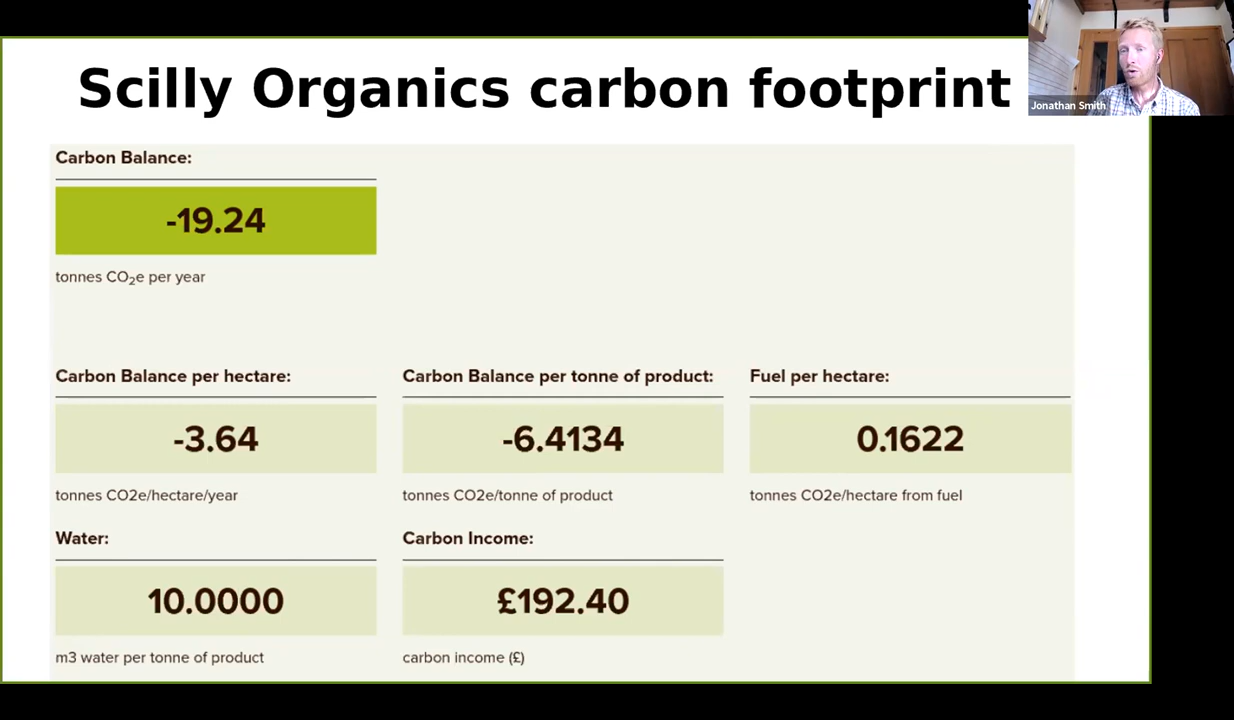 Scilly Organics carbon footprint
Jonathan Smith
Carbon Balance:
-19.24
tonnes CO₂e per year
Carbon Balance per hectare:
-3.64
tonnes CO2e/hectare/year
Carbon Balance per tonne of product:
-6.4134
tonnes CO2e/tonne of product
Fuel per hectare:
0.1622
tonnes CO2e/hectare from fuel
Water:
10.0000
m3 water per tonne of product
Carbon Income:
£192.40
carbon income (£)